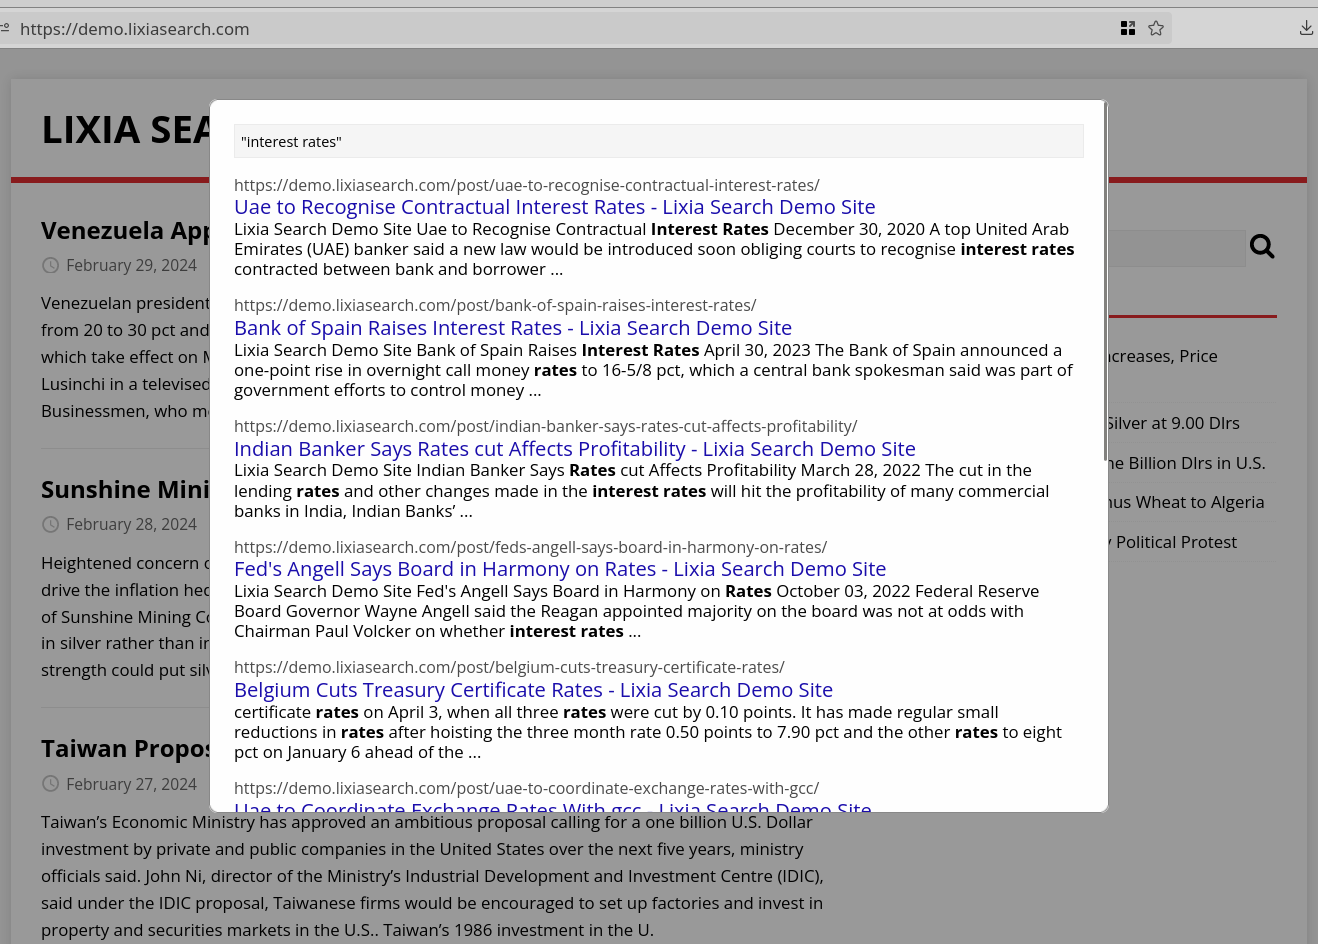 https://demo.lixiasearch.com
LIXIA SEA
"interest rates"
https://demo.lixiasearch.com/post/uae-to-recognise-contractual-interest-rates/
Uae to Recognise Contractual Interest Rates - Lixia Search Demo Site
Lixia Search Demo Site Uae to Recognise Contractual Interest Rates December 30, 2020 A top United Arab
Emirates (UAE) banker said a new law would be introduced soon obliging courts to recognise interest rates
contracted between bank and borrower ...
https://demo.lixiasearch.com/post/bank-of-spain-raises-interest-rates/
Bank of Spain Raises Interest Rates - Lixia Search Demo Site
Lixia Search Demo Site Bank of Spain Raises Interest Rates April 30, 2023 The Bank of Spain announced a
one-point rise in overnight call money rates to 16-5/8 pct, which a central bank spokesman said was part of
government efforts to control money ...
https://demo.lixiasearch.com/post/indian-banker-says-rates-cut-affects-profitability/
Indian Banker Says Rates cut Affects Profitability - Lixia Search Demo Site
Lixia Search Demo Site Indian Banker Says Rates cut Affects Profitability March 28, 2022 The cut in the
lending rates and other changes made in the interest rates will hit the profitability of many commercial
banks in India, Indian Banks’ ...
https://demo.lixiasearch.com/post/feds-angell-says-board-in-harmony-on-rates/
Fed's Angell Says Board in Harmony on Rates - Lixia Search Demo Site
Lixia Search Demo Site Fed's Angell Says Board in Harmony on Rates October 03, 2022 Federal Reserve
Board Governor Wayne Angell said the Reagan appointed majority on the board was not at odds with
Chairman Paul Volcker on whether interest rates ...
https://demo.lixiasearch.com/post/belgium-cuts-treasury-certificate-rates/
Belgium Cuts Treasury Certificate Rates - Lixia Search Demo Site
certificate rates on April 3, when all three rates were cut by 0.10 points. It has made regular small
reductions in rates after hoisting the three month rate 0.50 points to 7.90 pct and the other rates to eight
pct on January 6 ahead of the ...
https://demo.lixiasearch.com/post/uae-to-coordinate-exchange-rates-with-gcc/
Uae to Coordinate Exchange Rates With gcc - Lixia Search Demo Site
Venezuela App
February 29, 2024
Venezuelan president
from 20 to 30 pct and
which take effect on M
Lusinchi in a televised
Businessmen, who m
Sunshine Mini
February 28, 2024
Heightened concern
drive the inflation hed
of Sunshine Mining Co
in silver rather than in
strength could put silv
Taiwan Propos
February 27, 2024
Taiwan’s Economic Ministry has approved an ambitious proposal calling for a one billion U.S. Dollar
investment by private and public companies in the United States over the next five years, ministry
officials said. John Ni, director of the Ministry’s Industrial Development and Investment Centre (IDIC),
said under the IDIC proposal, Taiwanese firms would be encouraged to set up factories and invest in
property and securities markets in the U.S.. Taiwan’s 1986 investment in the U.
ncreases, Price
Silver at 9.00 Dlrs
ne Billion Dlrs in U.S.
nus Wheat to Algeria
y Political Protest